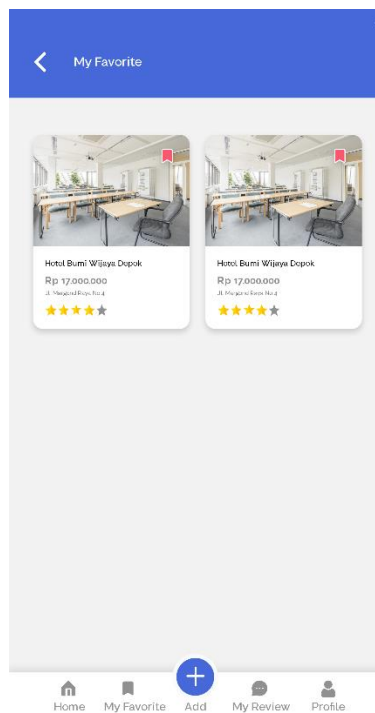 My Favorite
Hotel Bumi Wijaya Depok
Rp 17.000.000
Hotel Bumi Wijaya Depok
Rp 17.000.000
Home
My Favorite
Add
My Review
Profile